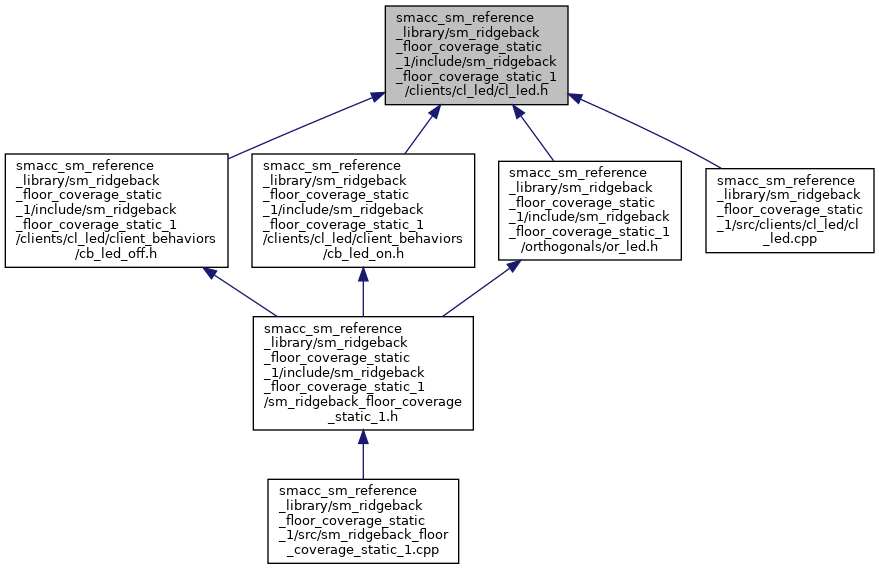 smacc_sm_reference
_library/sm_ridgeback
_floor_coverage_static
_1/include/sm_ridgeback
_floor_coverage_static_1
/clients/cl_led/cl_led.h
smacc_sm_reference
_library/sm_ridgeback
_floor_coverage_static
_1/include/sm_ridgeback
_floor_coverage_static_1
/clients/cl_led/client_behaviors
/cb_led_off.h
smacc_sm_reference
_library/sm_ridgeback
_floor_coverage_static
_1/include/sm_ridgeback
_floor_coverage_static_1
/clients/cl_led/client_behaviors
/cb_led_on.h
smacc_sm_reference
_library/sm_ridgeback
_floor_coverage_static
_1/include/sm_ridgeback
_floor_coverage_static_1
/orthogonals/or_led.h
smacc_sm_reference
_library/sm_ridgeback
_floor_coverage_static
_1/src/clients/cl_led/cl
_led.cpp
smacc_sm_reference
_library/sm_ridgeback
_floor_coverage_static
_1/include/sm_ridgeback
_floor_coverage_static_1
/sm_ridgeback_floor_coverage
_static_1.h
smacc_sm_reference
_library/sm_ridgeback
_floor_coverage_static
_1/src/sm_ridgeback_floor
_coverage_static_1.cpp